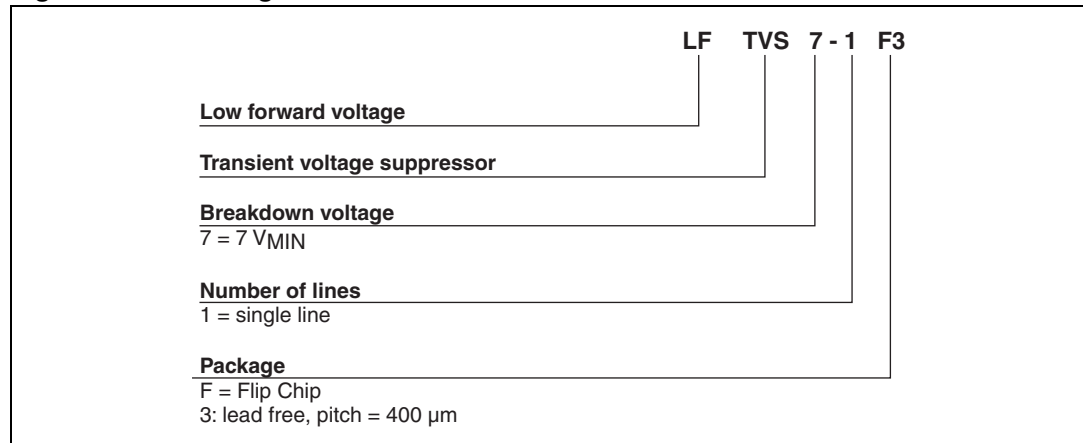 LF TVS 7 - 1 F3
Low forward voltage
Transient voltage suppressor
Breakdown voltage
7 = 7 VMIN
Number of lines
1 = single line
Package
F = Flip Chip
3: lead free, pitch = 400 µm